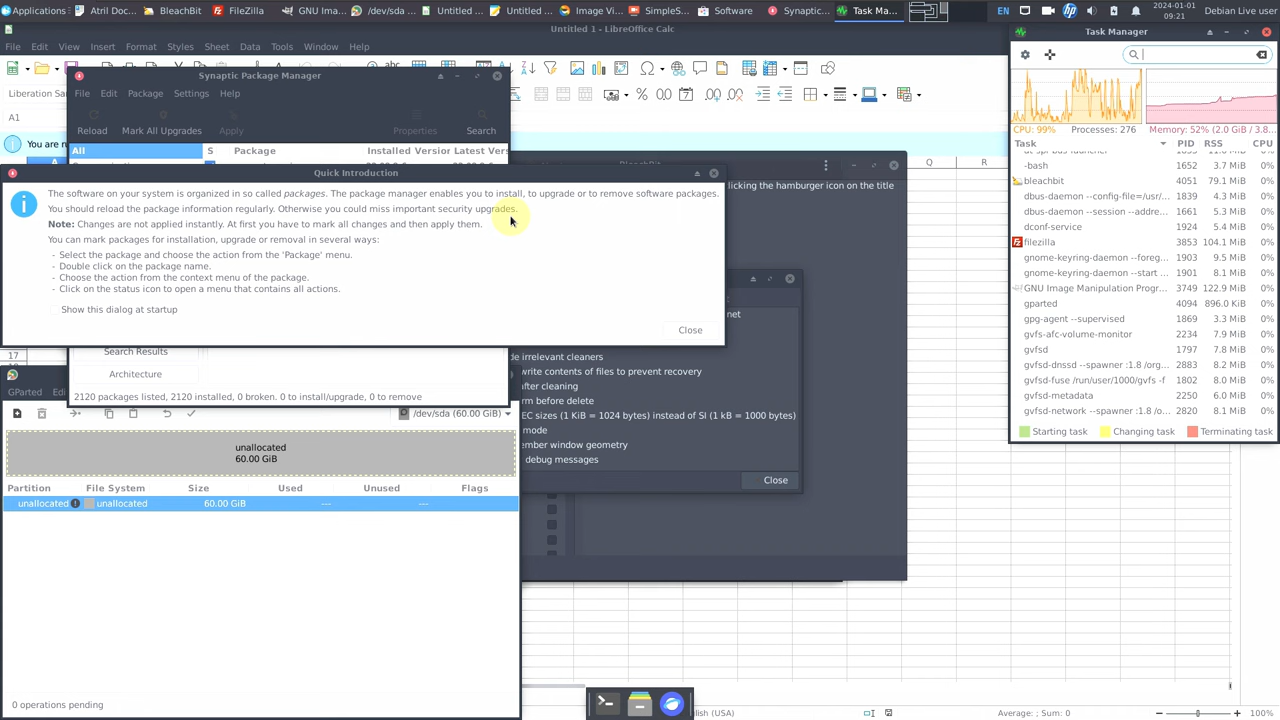 Applications
Atril Doc...
BleachBit
FileZilla
GNU Ima...
/dev/sda ...
Untitled ...
Untitled ...
Image Vi...
SimpleS...
Software
Synaptic...
Task Ma...
EN
2024-01-01
09:21
Debian Live user
Untitled 1 - LibreOffice Calc
File Edit View Insert Format Styles Sheet Data Tools Window Help
Liberation Sa
A1
You are r
Q R
17
Synaptic Package Manager
File Edit Package Settings Help
Reload Mark All Upgrades Apply Properties Search
All S Package Installed Version Latest Vers
Quick Introduction
The software on your system is organized in so called packages. The package manager enables you to install, to upgrade or to remove software packages.
You should reload the package information regularly. Otherwise you could miss important security upgrades.
Note: Changes are not applied instantly. At first you have to mark all changes and then apply them.
You can mark packages for installation, upgrade or removal in several ways:
- Select the package and choose the action from the 'Package' menu.
- Double click on the package name.
- Choose the action from the context menu of the package.
- Click on the status icon to open a menu that contains all actions.
Show this dialog at startup
Close
Search Results
Architecture
2120 packages listed, 2120 installed, 0 broken. 0 to install/upgrade, 0 to remove
licking the hamburger icon on the title
net
de irrelevant cleaners
write contents of files to prevent recovery
after cleaning
rm before delete
EC sizes (1 KiB = 1024 bytes) instead of SI (1 kB = 1000 bytes)
mode
ember window geometry
debug messages
Close
GParted Edi
/dev/sda (60.00 GiB)
unallocated
60.00 GiB
Partition File System Size Used Unused Flags
unallocated unallocated 60.00 GiB --- ---
0 operations pending
Task Manager
CPU: 99% Processes: 276 Memory: 52% (2.0 GiB / 3.8...
Task PID RSS CPU
-bash 1652 3.7 MiB 0%
bleachbit 4051 79.1 MiB 0%
dbus-daemon --config-file=/usr/... 1839 4.3 MiB 0%
dbus-daemon --session --addre... 1661 5.3 MiB 0%
dconf-service 1924 5.4 MiB 0%
filezilla 3853 104.1 MiB 0%
gnome-keyring-daemon --foreg... 1903 9.5 MiB 0%
gnome-keyring-daemon --start ... 1901 8.1 MiB 0%
GNU Image Manipulation Progr... 3749 122.9 MiB 0%
gparted 4094 896.0 KiB 0%
gpg-agent --supervised 1869 3.3 MiB 0%
gvfs-afc-volume-monitor 2234 7.9 MiB 0%
gvfsd 1797 7.8 MiB 0%
gvfsd-dnssd --spawner :1.8 /org... 2883 8.2 MiB 0%
gvfsd-fuse /run/user/1000/gvfs -f 1802 8.0 MiB 0%
gvfsd-metadata 2250 6.0 MiB 0%
gvfsd-network --spawner :1.8 /o... 2820 8.1 MiB 0%
Starting task Changing task Terminating task
glish (USA)
Average: ; Sum: 0
100%